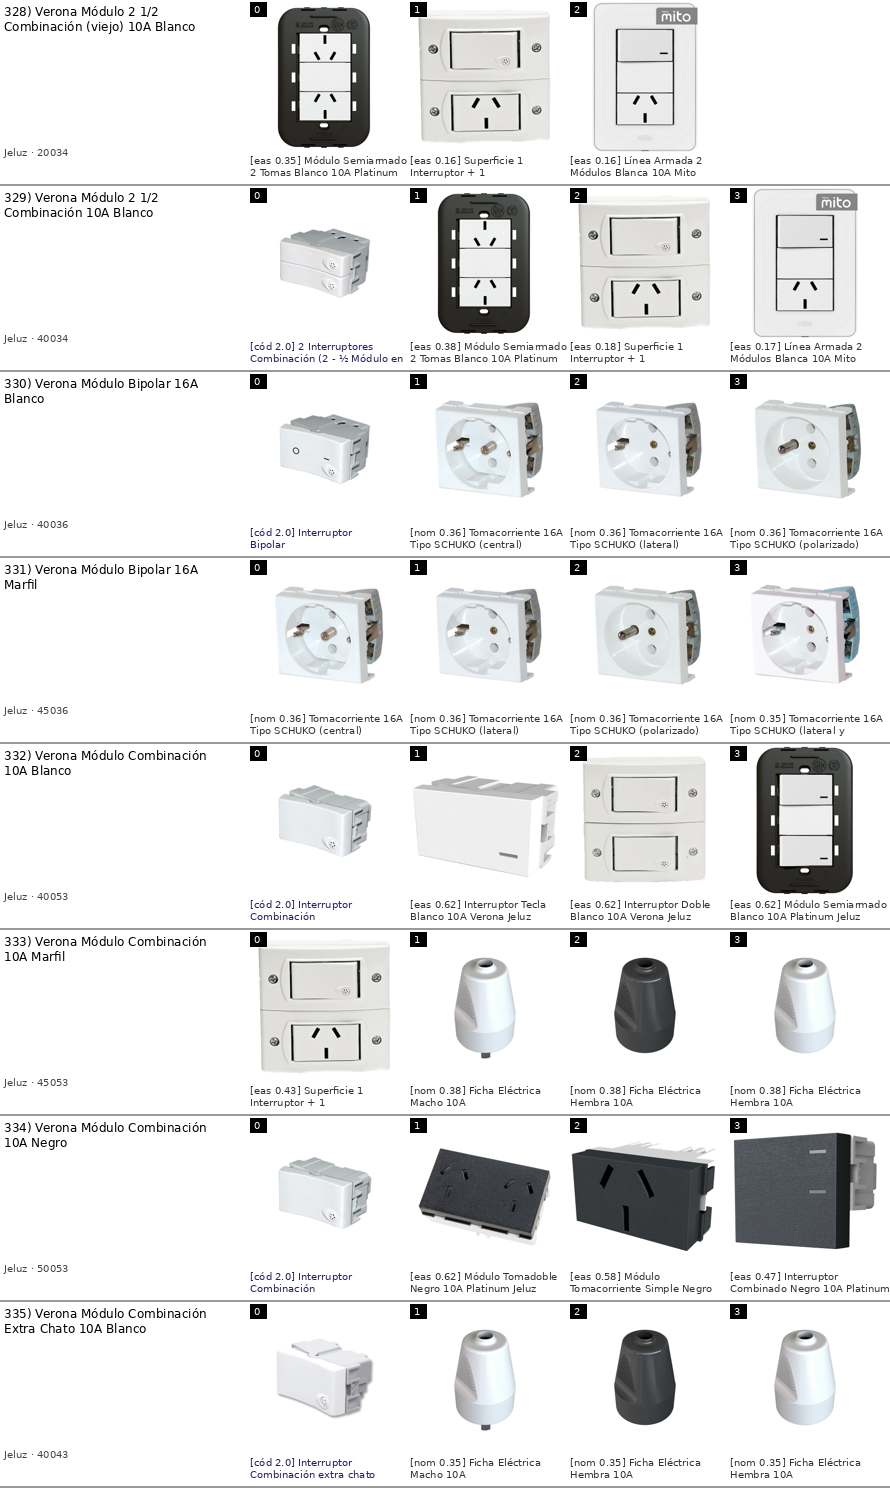 328) Verona Módulo 2 1/2
Combinación (viejo) 10A Blanco
Jeluz · 20034
0
[eas 0.35] Módulo Semiarmado
2 Tomas Blanco 10A Platinum
1
[eas 0.16] Superficie 1
Interruptor + 1
2
mito
[eas 0.16] Línea Armada 2
Módulos Blanca 10A Mito
329) Verona Módulo 2 1/2
Combinación 10A Blanco
Jeluz · 40034
0
[cód 2.0] 2 Interruptores
Combinación (2 - ½ Módulo en
1
[eas 0.38] Módulo Semiarmado
2 Tomas Blanco 10A Platinum
2
[eas 0.18] Superficie 1
Interruptor + 1
3
mito
[eas 0.17] Línea Armada 2
Módulos Blanca 10A Mito
330) Verona Módulo Bipolar 16A
Blanco
Jeluz · 40036
0
[cód 2.0] Interruptor
Bipolar
1
[nom 0.36] Tomacorriente 16A
Tipo SCHUKO (central)
2
[nom 0.36] Tomacorriente 16A
Tipo SCHUKO (lateral)
3
[nom 0.36] Tomacorriente 16A
Tipo SCHUKO (polarizado)
331) Verona Módulo Bipolar 16A
Marfil
Jeluz · 45036
0
[nom 0.36] Tomacorriente 16A
Tipo SCHUKO (central)
1
[nom 0.36] Tomacorriente 16A
Tipo SCHUKO (lateral)
2
[nom 0.36] Tomacorriente 16A
Tipo SCHUKO (polarizado)
3
[nom 0.35] Tomacorriente 16A
Tipo SCHUKO (lateral y
332) Verona Módulo Combinación
10A Blanco
Jeluz · 40053
0
[cód 2.0] Interruptor
Combinación
1
[eas 0.62] Interruptor Tecla
Blanco 10A Verona Jeluz
2
[eas 0.62] Interruptor Doble
Blanco 10A Verona Jeluz
3
[eas 0.62] Módulo Semiarmado
Blanco 10A Platinum Jeluz
333) Verona Módulo Combinación
10A Marfil
Jeluz · 45053
0
[eas 0.43] Superficie 1
Interruptor + 1
1
[nom 0.38] Ficha Eléctrica
Macho 10A
2
[nom 0.38] Ficha Eléctrica
Hembra 10A
3
[nom 0.38] Ficha Eléctrica
Hembra 10A
334) Verona Módulo Combinación
10A Negro
Jeluz · 50053
0
[cód 2.0] Interruptor
Combinación
1
[eas 0.62] Módulo Tomadoble
Negro 10A Platinum Jeluz
2
[eas 0.58] Módulo
Tomacorriente Simple Negro
3
[eas 0.47] Interruptor
Combinado Negro 10A Platinum
335) Verona Módulo Combinación
Extra Chato 10A Blanco
Jeluz · 40043
0
[cód 2.0] Interruptor
Combinación extra chato
1
[nom 0.35] Ficha Eléctrica
Macho 10A
2
[nom 0.35] Ficha Eléctrica
Hembra 10A
3
[nom 0.35] Ficha Eléctrica
Hembra 10A